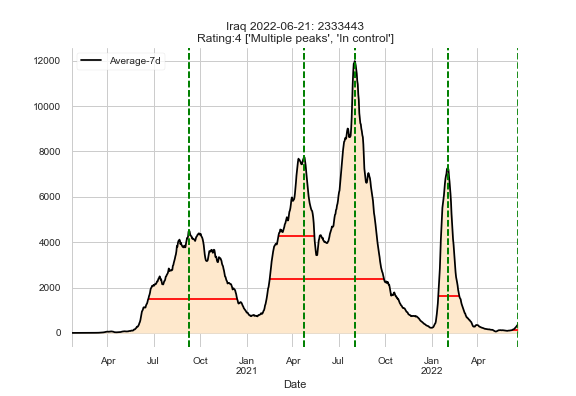 Iraq 2022-06-21: 2333443
Rating:4 ['Multiple peaks', 'In control']
Average-7d
12000
10000
8000
6000
4000
2000
0
Apr Jul Oct Jan Apr Jul Oct Jan Apr
2021 2022
Date